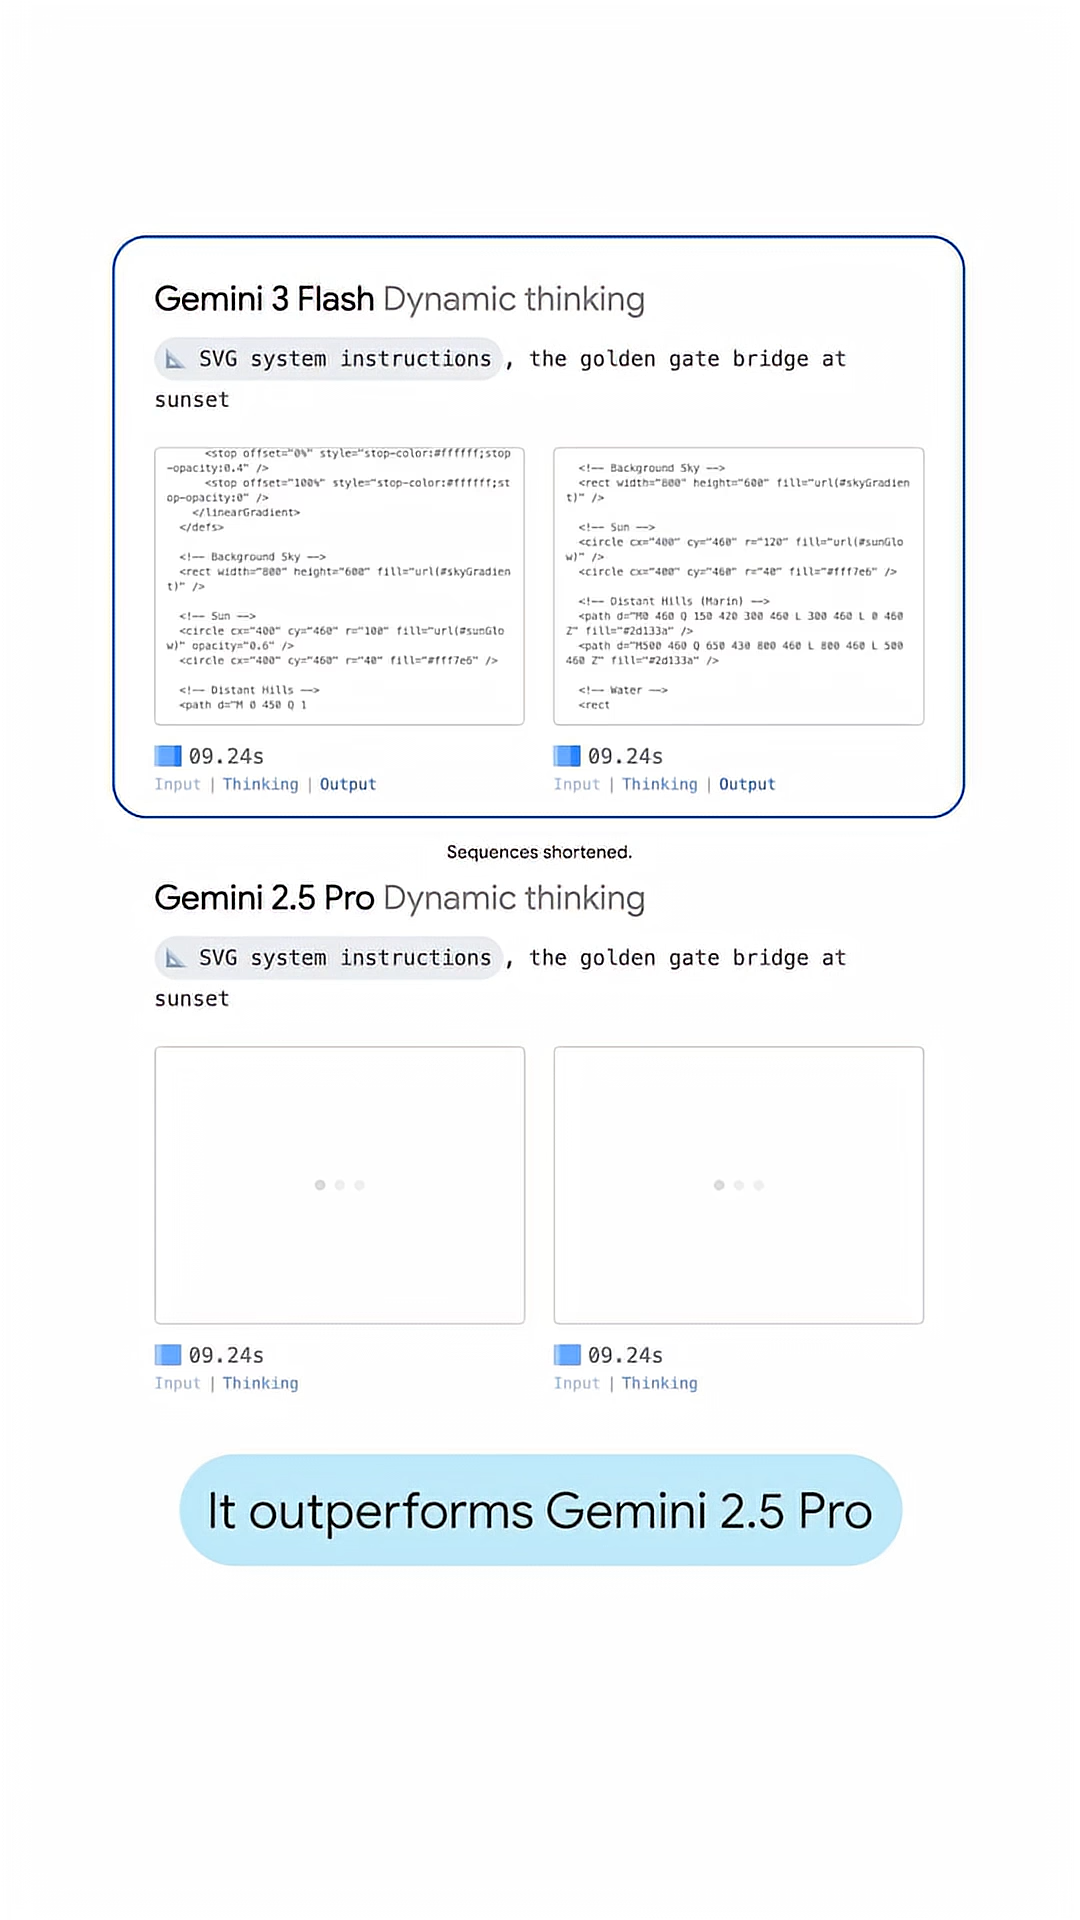 Gemini 3 Flash Dynamic thinking
SVG system instructions, the golden gate bridge at
sunset
<stop offset="0%" style="stop-color:#ffffff;stop
-opacity:0.4" />
<stop offset="100%" style="stop-color:#ffffff;st
op-opacity:0" />
</linearGradient>
</defs>
<!-- Background Sky -->
<rect width="800" height="600" fill="url(#skyGradien
t)" />
<!-- Sun -->
<circle cx="400" cy="460" r="100" fill="url(#sunGlo
w)" opacity="0.6" />
<circle cx="400" cy="460" r="40" fill="#fff7e6" />
<!-- Distant Hills -->
<path d="M 0 450 Q 1
09.24s
Input | Thinking | Output
<!-- Background Sky -->
<rect width="800" height="600" fill="url(#skyGradien
t)" />
<!-- Sun -->
<circle cx="400" cy="460" r="120" fill="url(#sunGlo
w)" />
<circle cx="400" cy="460" r="40" fill="#fff7e6" />
<!-- Distant Hills (Marin) -->
<path d="M0 460 Q 150 420 300 460 L 300 460 L 0 460
Z" fill="#2d133a" />
<path d="M500 460 Q 650 430 800 460 L 800 460 L 500
460 Z" fill="#2d133a" />
<!-- Water -->
<rect
09.24s
Input | Thinking | Output
Sequences shortened.
Gemini 2.5 Pro Dynamic thinking
SVG system instructions, the golden gate bridge at
sunset
09.24s
Input | Thinking
09.24s
Input | Thinking
It outperforms Gemini 2.5 Pro